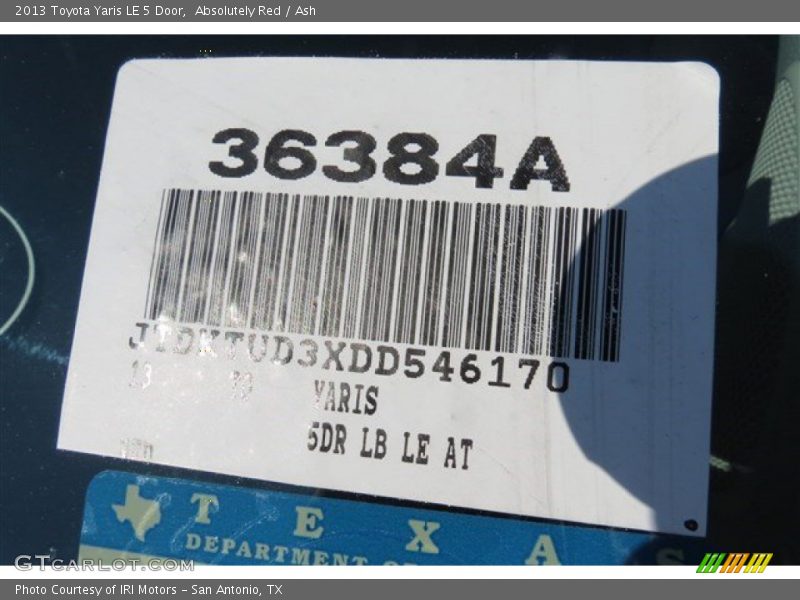 2013 Toyota Yaris LE 5 Door,  Absolutely Red / Ash
36384A
JTDKTUD3XDD546170
13
YARIS
5DR LB LE AT
TEXAS
DEPARTMENT
GTCarLot.com
Photo Courtesy of IRI Motors – San Antonio, TX